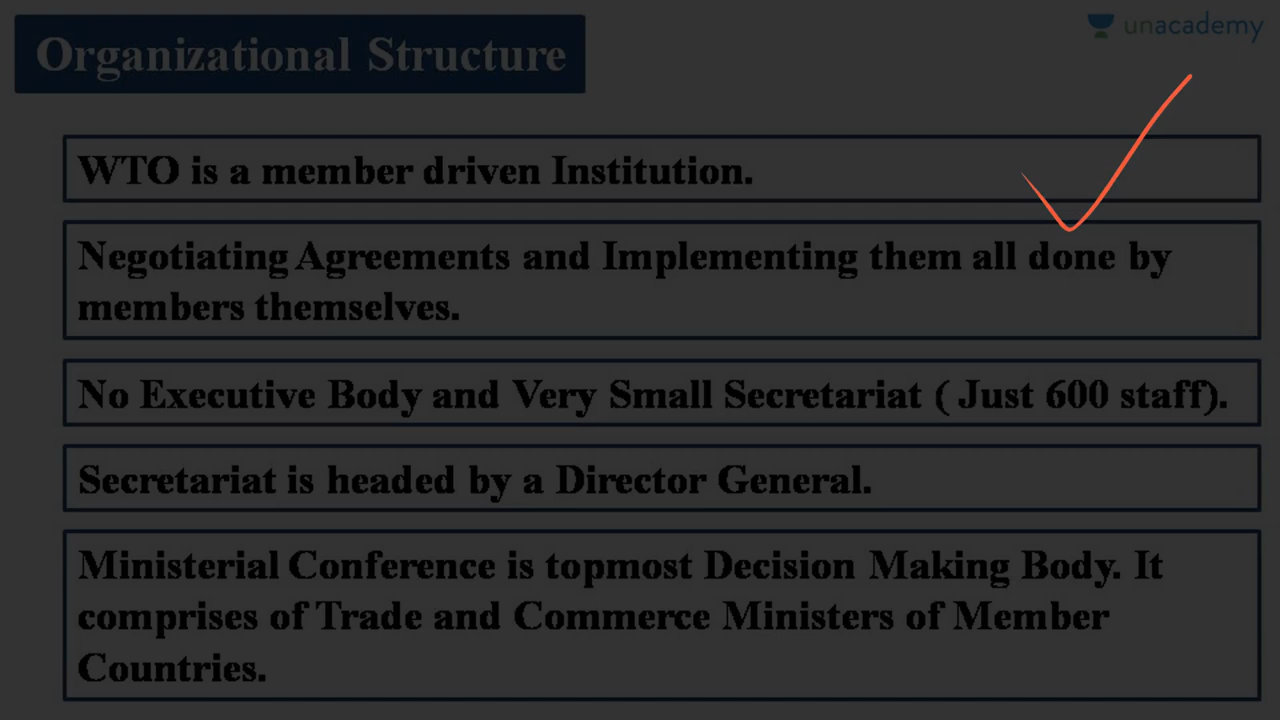 Organizational Structure
unacademy
WTO is a member driven Institution.
Negotiating Agreements and Implementing them all done by
members themselves.
No Executive Body and Very Small Secretariat ( Just 600 staff).
Secretariat is headed by a Director General.
Ministerial Conference is topmost Decision Making Body. It
comprises of Trade and Commerce Ministers of Member
Countries.